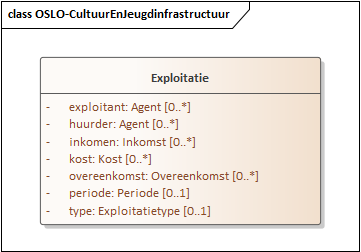 class OSLO-CultuurEnJeugdinfrastructuur
Exploitatie
- exploitant: Agent [0..*]
- huurder: Agent [0..*]
- inkomen: Inkomst [0..*]
- kost: Kost [0..*]
- overeenkomst: Overeenkomst [0..*]
- periode: Periode [0..1]
- type: Exploitatietype [0..1]